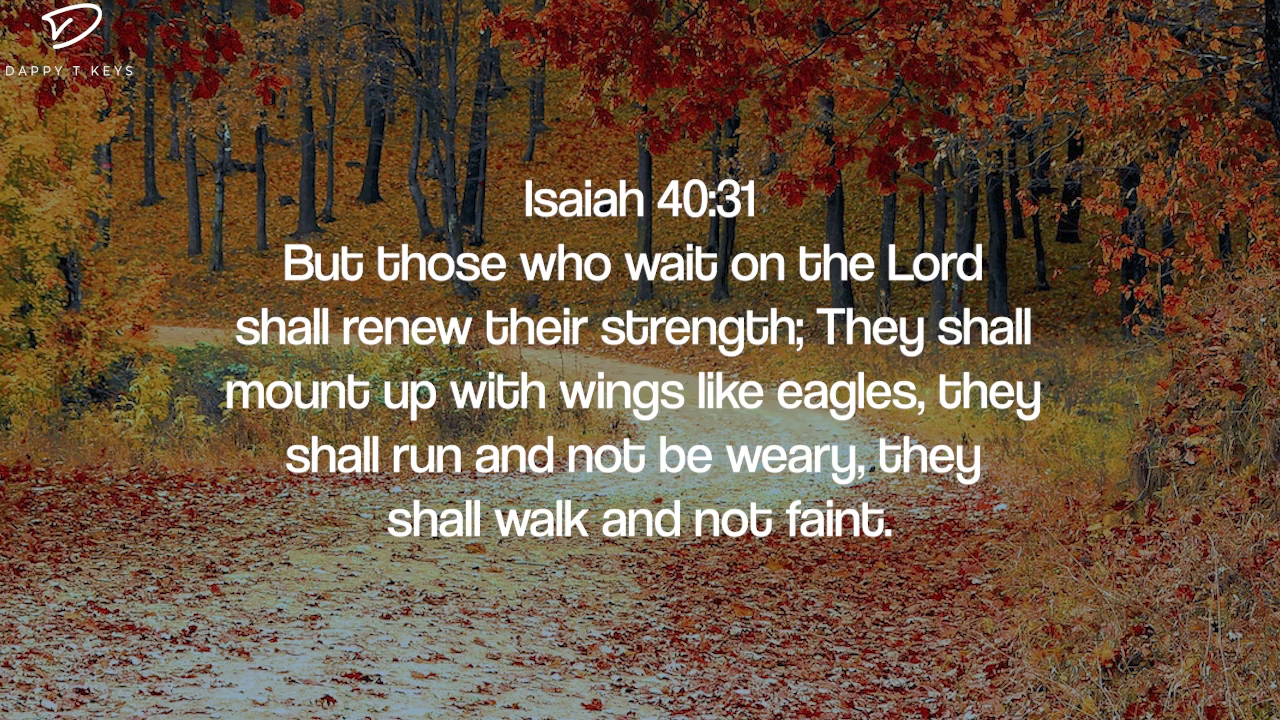 DAPPY T KEYS
Isaiah 40:31
But those who wait on the Lord
shall renew their strength; They shall
mount up with wings like eagles, they
shall run and not be weary, they
shall walk and not faint.